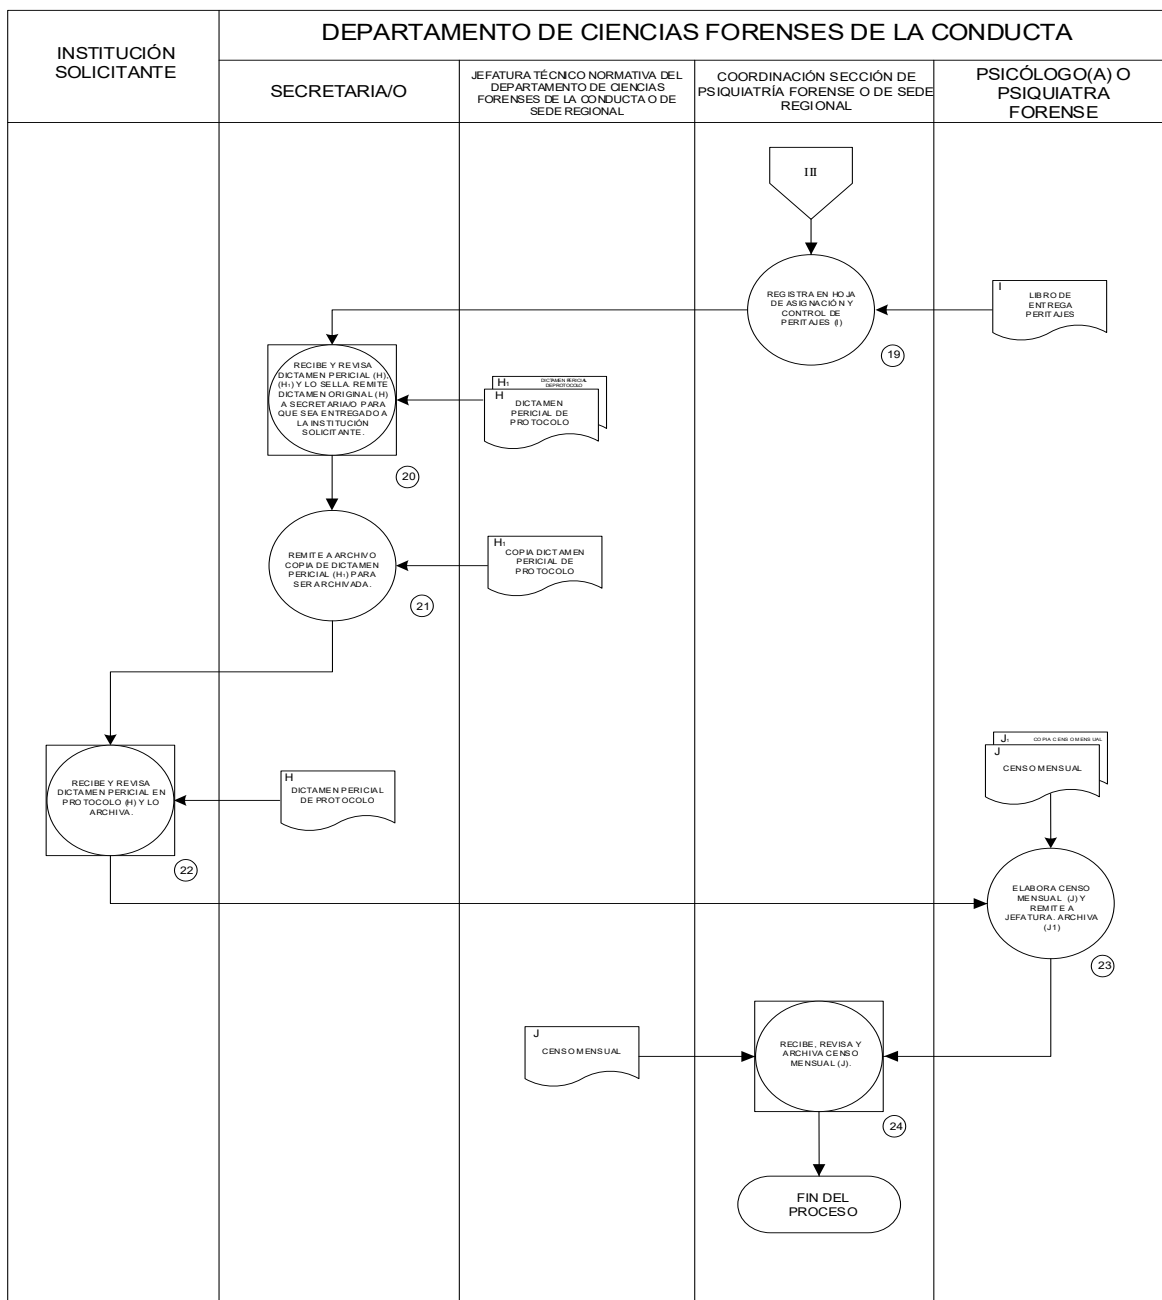 DEPARTAMENTO DE CIENCIAS FORENSES DE LA CONDUCTA
INSTITUCIÓN
SOLICITANTE
SECRETARIA/O
JEFATURA TÉCNICO NORMATIVA DEL
DEPARTAMENTO DE CIENCIAS
FORENSES DE LA CONDUCTA O DE
SEDE REGIONAL
COORDINACIÓN SECCIÓN DE
PSIQUIATRÍA FORENSE O DE SEDE
REGIONAL
PSICÓLOGO(A) O
PSIQUIATRA
FORENSE
III
REGISTRA EN HOJA
DE ASIGNACIÓN Y
CONTROL DE
PERITAJES (I)
19
I
LIBRO DE
ENTREGA
PERITAJES
RECIBE Y REVISA
DICTAMEN PERICIAL (H),
(H1) Y LO SELLA. REMITE
DICTAMEN ORIGINAL (H)
A SECRETARIA/O PARA
QUE SEA ENTREGADO A
LA INSTITUCIÓN
SOLICITANTE.
20
H1
DICTAMEN PERICIAL
DE PROTOCOLO
H
DICTAMEN
PERICIAL DE
PROTOCOLO
REMITE A ARCHIVO
COPIA DE DICTAMEN
PERICIAL (H1) PARA
SER ARCHIVADA.
21
H1
COPIA DICTAMEN
PERICIAL DE
PROTOCOLO
RECIBE Y REVISA
DICTAMEN PERICIAL EN
PROTOCOLO (H) Y LO
ARCHIVA.
22
H
DICTAMEN PERICIAL
DE PROTOCOLO
J1
COPIA CENSO MENSUAL
J
CENSO MENSUAL
ELABORA CENSO
MENSUAL (J) Y
REMITE A
JEFATURA. ARCHIVA
(J1)
23
J
CENSO MENSUAL
RECIBE, REVISA Y
ARCHIVA CENSO
MENSUAL (J).
24
FIN DEL
PROCESO